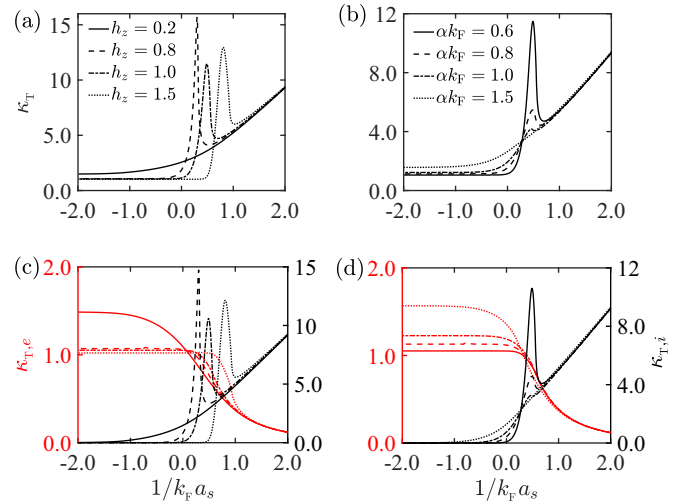 (a)
15
10
5.0
0.0
κ_T
h_z = 0.2
h_z = 0.8
h_z = 1.0
h_z = 1.5
-2.0 -1.0 0.0 1.0 2.0
(b)
12
8.0
4.0
0.0
αk_F = 0.6
αk_F = 0.8
αk_F = 1.0
αk_F = 1.5
-2.0 -1.0 0.0 1.0 2.0
(c)
2.0
1.0
0.0
κ_T,e
15
10
5.0
0.0
-2.0 -1.0 0.0 1.0 2.0
1/k_F a_s
(d)
2.0
1.0
0.0
12
8.0
4.0
0.0
κ_T,i
-2.0 -1.0 0.0 1.0 2.0
1/k_F a_s